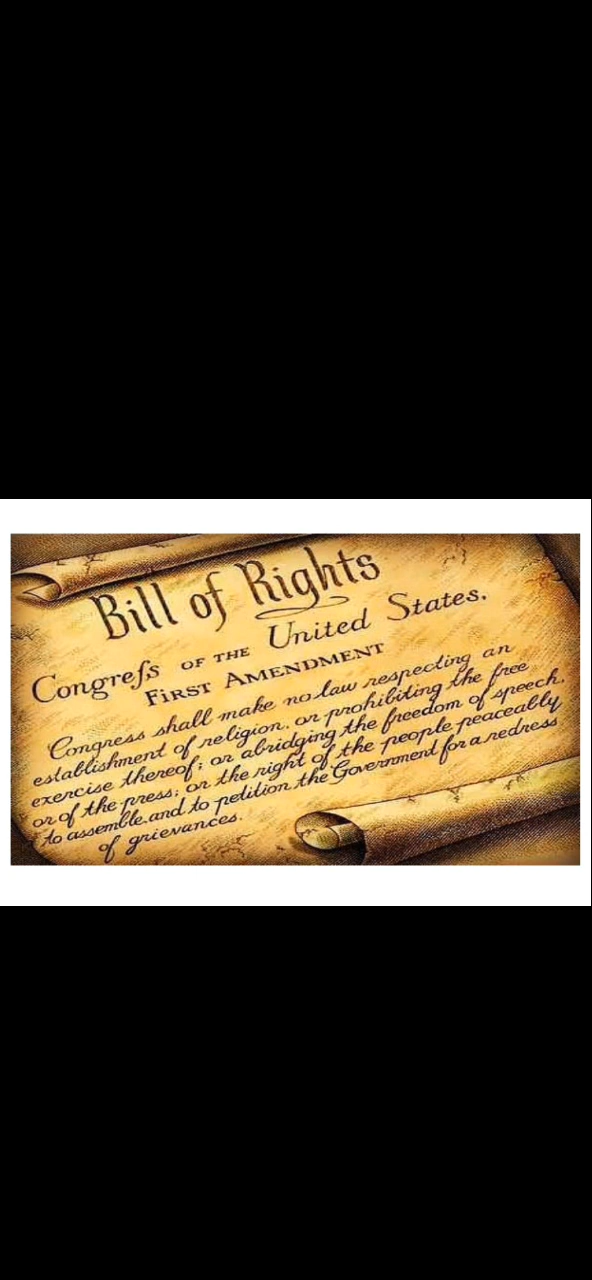 Bill of Rights
Congreſs OF THE United States.
FIRST AMENDMENT
Congress shall make no law respecting an
establishment of religion, or prohibiting the free
exercise thereof; or abridging the freedom of speech,
or of the press; or the right of the people peaceably
to assemble, and to petition the Government for a redress
of grievances.